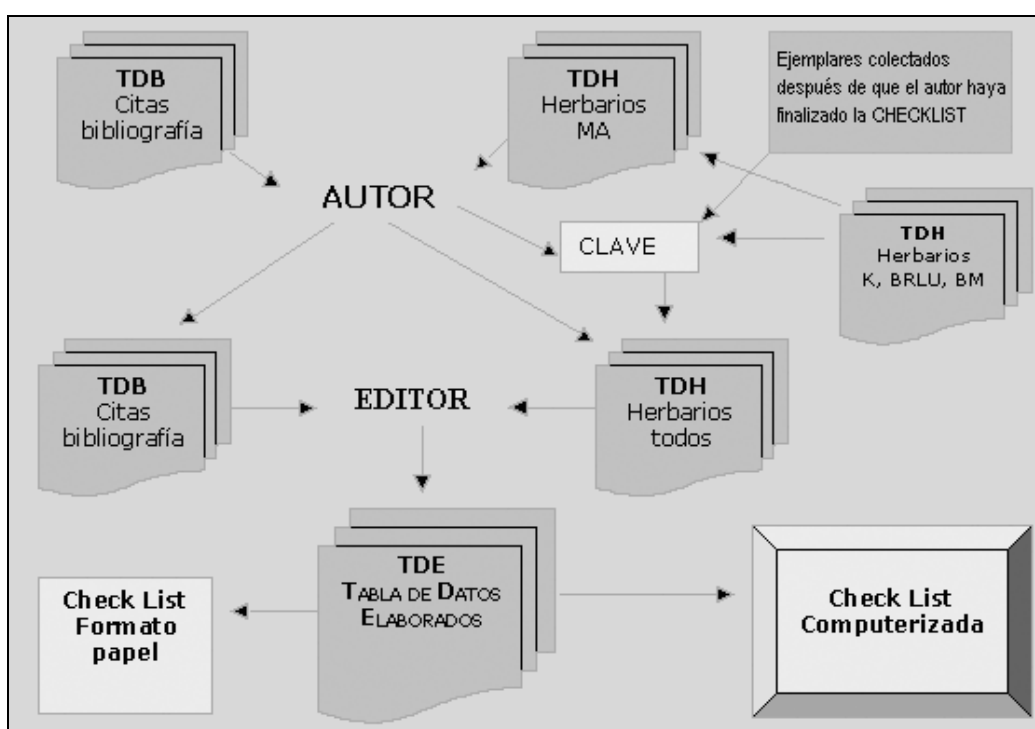 TDB
Citas
bibliografía
TDH
Herbarios
MA
Ejemplares colectados
después de que el autor haya
finalizado la CHECKLIST
AUTOR
CLAVE
TDH
Herbarios
K, BRLU, BM
TDB
Citas
bibliografía
EDITOR
TDH
Herbarios
todos
TDE
TABLA DE DATOS
ELABORADOS
Check List
Formato
papel
Check List
Computerizada